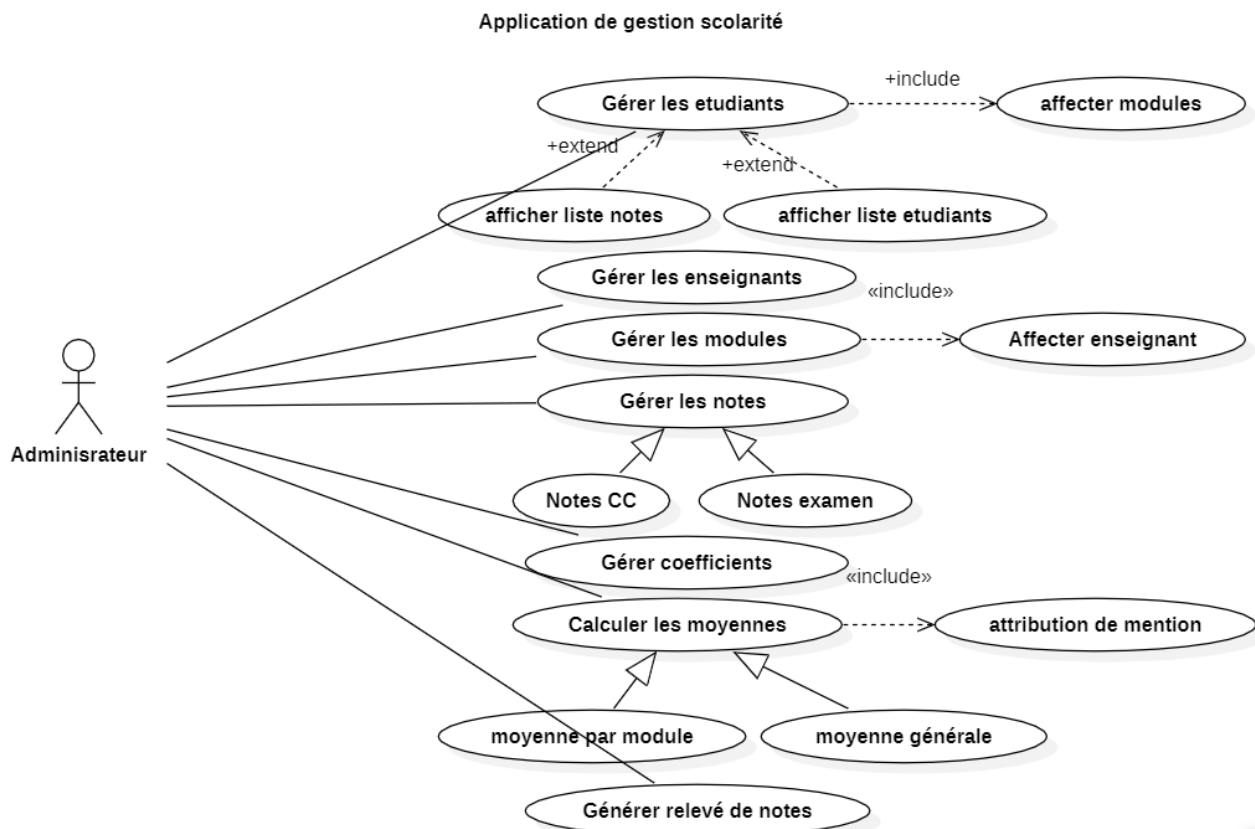 Application de gestion scolarité
+include
Gérer les etudiants
affecter modules
+extend
+extend
afficher liste notes
afficher liste etudiants
Gérer les enseignants
«include»
Gérer les modules
Affecter enseignant
Gérer les notes
Adminisrateur
Notes CC
Notes examen
Gérer coefficients
«include»
Calculer les moyennes
attribution de mention
moyenne par module
moyenne générale
Générer relevé de notes